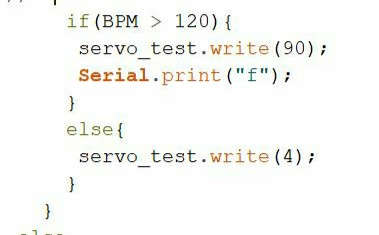 if(BPM > 120){
servo_test.write(90);
Serial.print("f");
}
else{
servo_test.write(4);
}
}